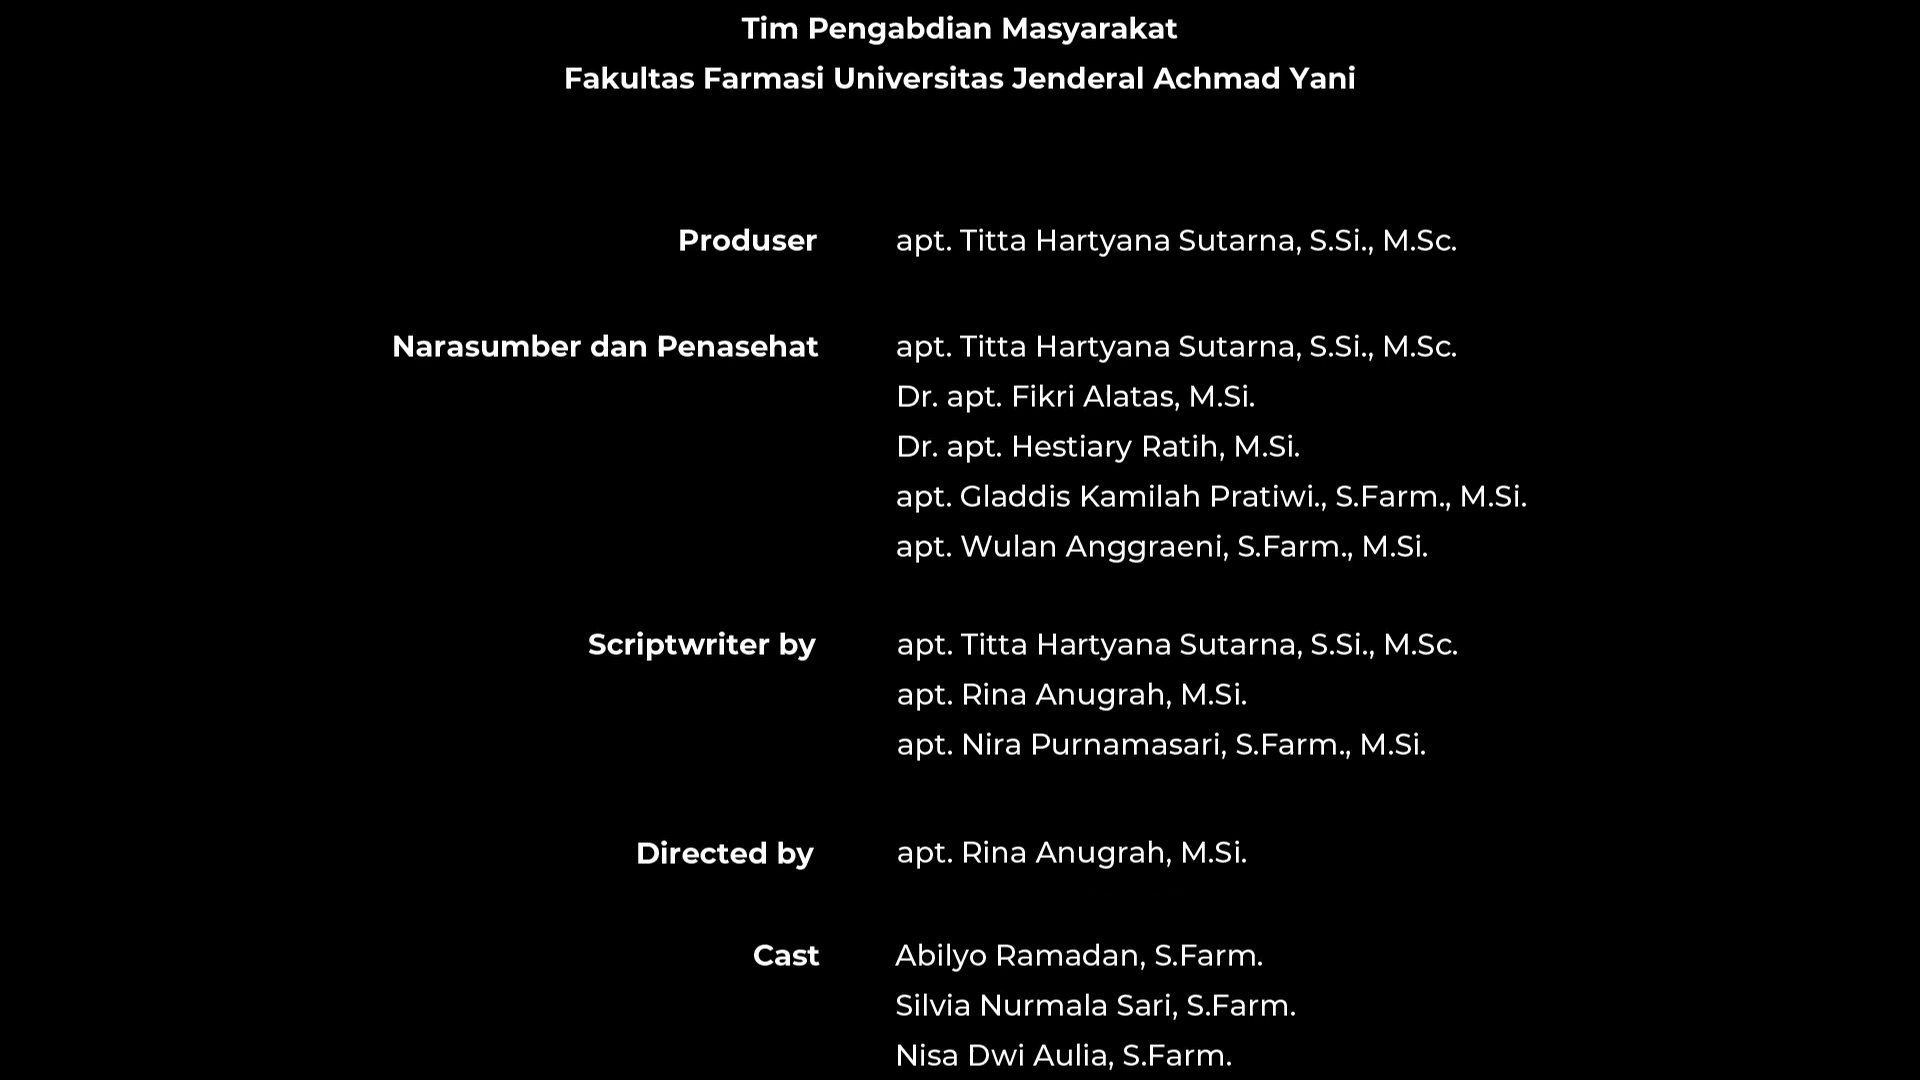 Tim Pengabdian Masyarakat
Fakultas Farmasi Universitas Jenderal Achmad Yani
Produser apt. Titta Hartyana Sutarna, S.Si., M.Sc.
Narasumber dan Penasehat apt. Titta Hartyana Sutarna, S.Si., M.Sc.
Dr. apt. Fikri Alatas, M.Si.
Dr. apt. Hestiary Ratih, M.Si.
apt. Gladdis Kamilah Pratiwi., S.Farm., M.Si.
apt. Wulan Anggraeni, S.Farm., M.Si.
Scriptwriter by apt. Titta Hartyana Sutarna, S.Si., M.Sc.
apt. Rina Anugrah, M.Si.
apt. Nira Purnamasari, S.Farm., M.Si.
Directed by apt. Rina Anugrah, M.Si.
Cast Abilyo Ramadan, S.Farm.
Silvia Nurmala Sari, S.Farm.
Nisa Dwi Aulia, S.Farm.